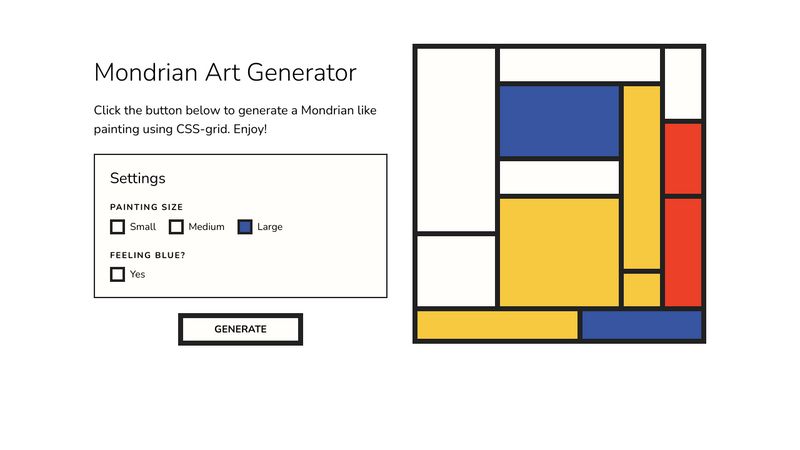 Mondrian Art Generator
Click the button below to generate a Mondrian like
painting using CSS-grid. Enjoy!
Settings
PAINTING SIZE
Small Medium Large
FEELING BLUE?
Yes
GENERATE